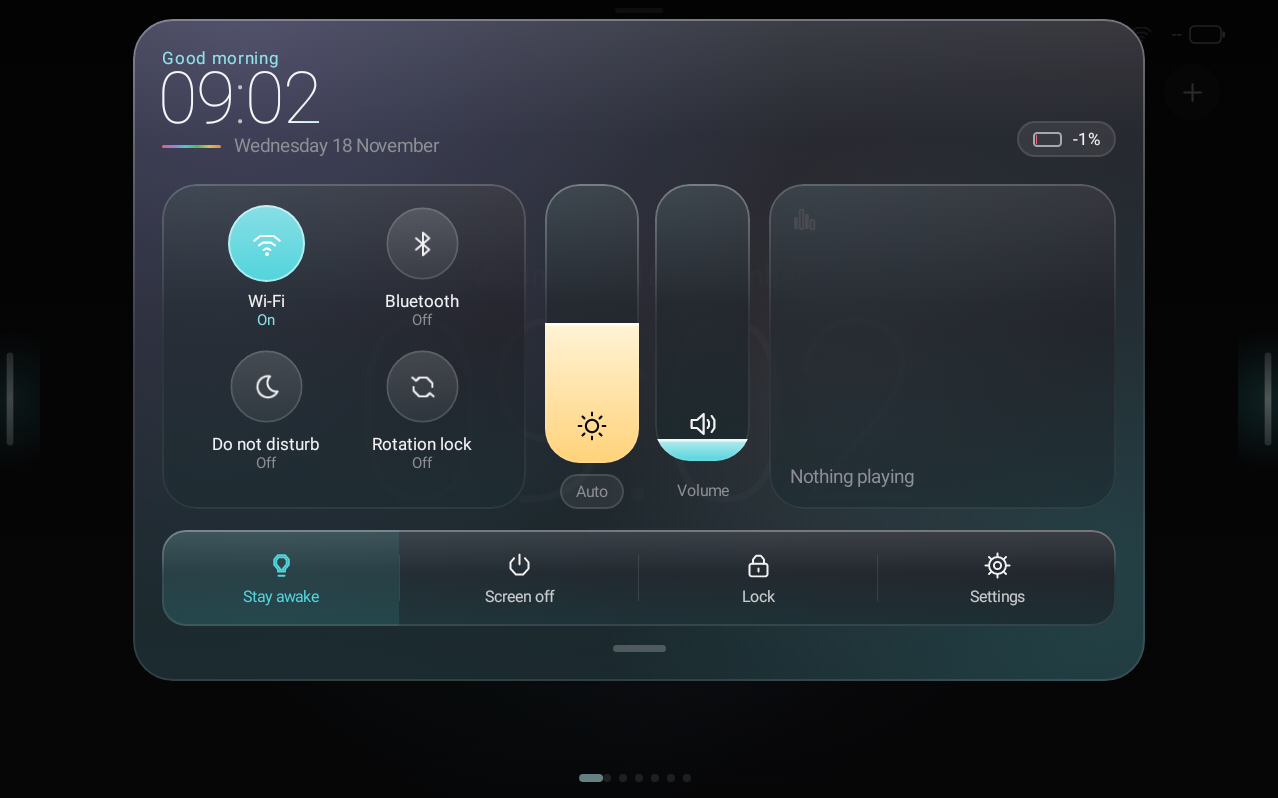 Good morning
09:02
Wednesday 18 November
--
-1%
Wi-Fi
On
Bluetooth
Off
Do not disturb
Off
Rotation lock
Off
Auto
Volume
Nothing playing
Stay awake
Screen off
Lock
Settings